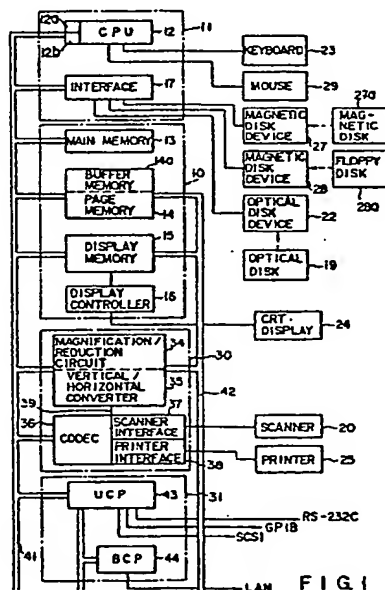 12a
12b
CPU
12
11
KEYBOARD
23
MOUSE
29
INTERFACE
17
MAGNETIC DISK DEVICE
27
27a
MAG-
NETIC
DISK
MAIN MEMORY
13
10
14a
BUFFER MEMORY
PAGE MEMORY
14
MAGNETIC DISK DEVICE
28
FLOPPY DISK
28a
OPTICAL DISK DEVICE
22
15
DISPLAY MEMORY
OPTICAL DISK
19
16
DISPLAY CONTROLLER
CRT-DISPLAY
24
MAGNIFICATION/
REDUCTION
CIRCUIT
34
30
VERTICAL/
HORIZONTAL
CONVERTER
35
42
39
36
37
CODEC
SCANNER INTERFACE
SCANNER
20
PRINTER INTERFACE
38
PRINTER
25
UCP
43
31
RS-232C
GPIB
SCSI
41
BCP
44
LAN
FIG. 1